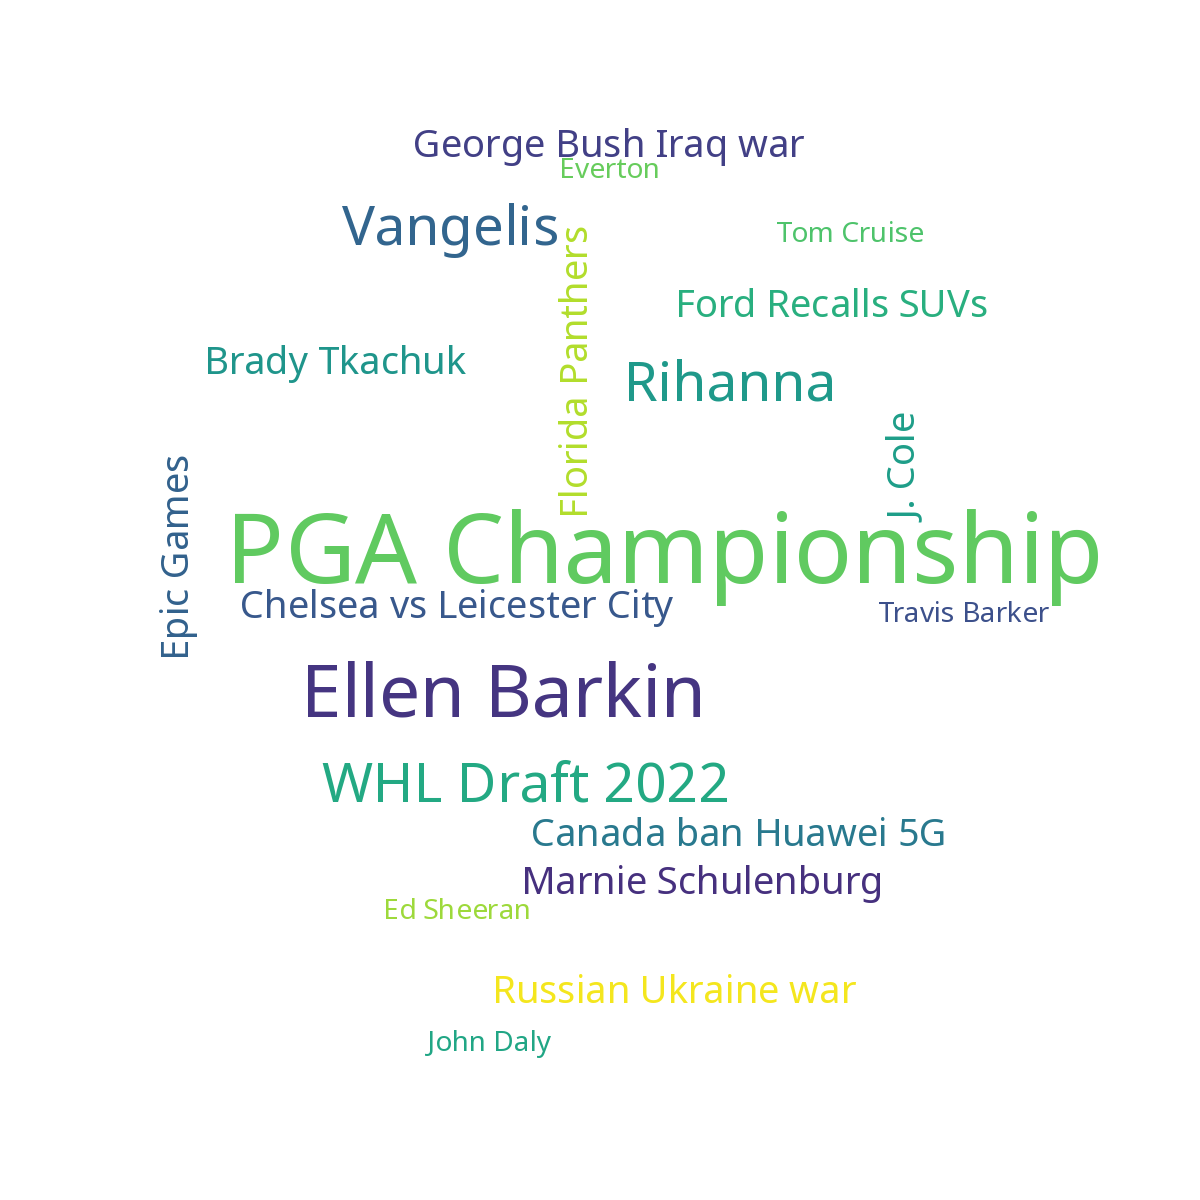 George Bush Iraq war
Everton
Vangelis
Tom Cruise
Florida Panthers
Ford Recalls SUVs
Brady Tkachuk
Rihanna
J. Cole
Epic Games
PGA Championship
Chelsea vs Leicester City
Travis Barker
Ellen Barkin
WHL Draft 2022
Canada ban Huawei 5G
Marnie Schulenburg
Ed Sheeran
Russian Ukraine war
John Daly